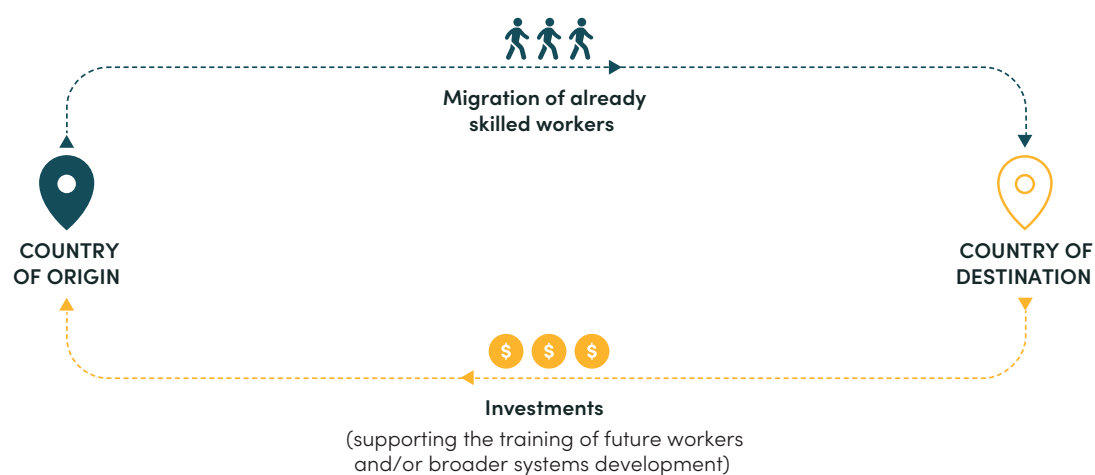 Migration of already
skilled workers
COUNTRY
OF ORIGIN
COUNTRY OF
DESTINATION
$ $ $
Investments
(supporting the training of future workers
and/or broader systems development)